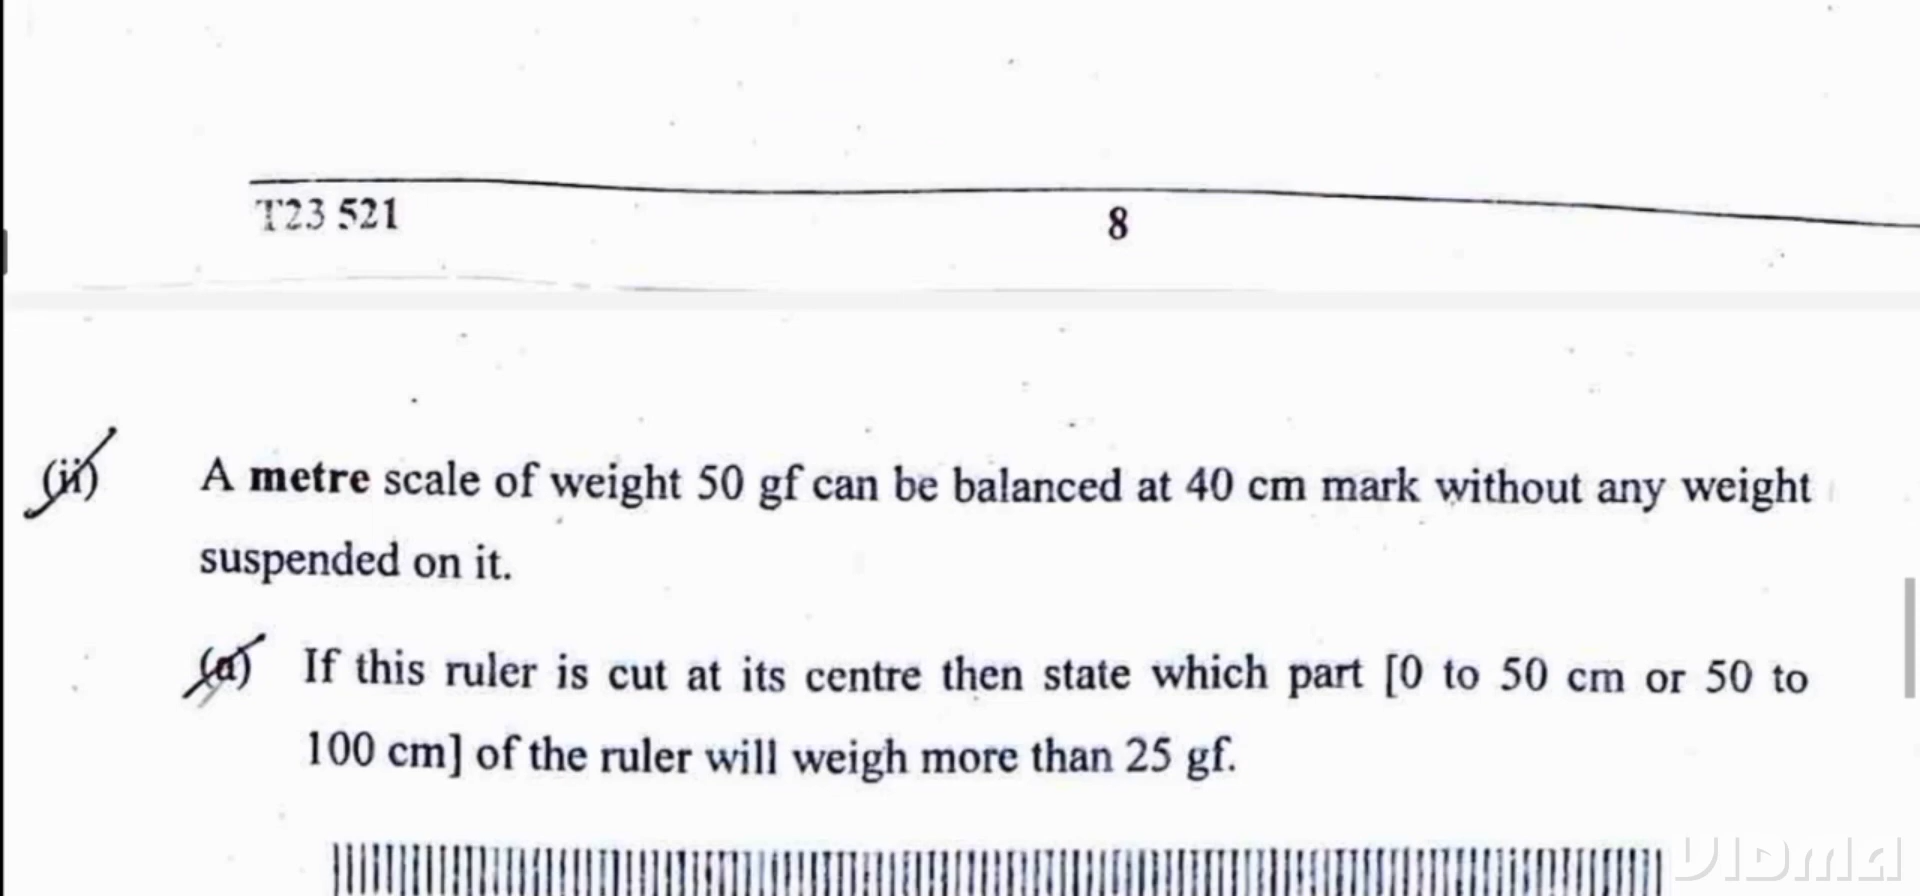 T23 521
8
(ii) A metre scale of weight 50 gf can be balanced at 40 cm mark without any weight
suspended on it.
(a) If this ruler is cut at its centre then state which part [0 to 50 cm or 50 to
100 cm] of the ruler will weigh more than 25 gf.
VIDMA